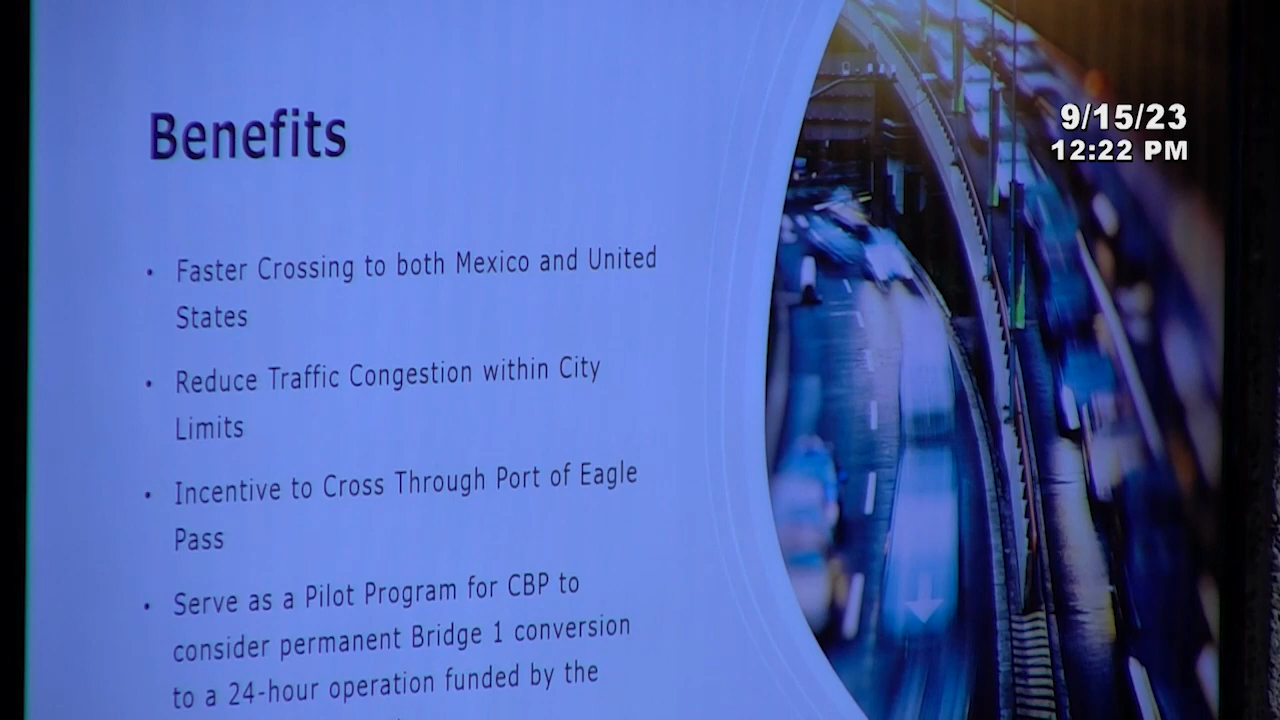 Benefits
9/15/23
12:22 PM
• Faster Crossing to both Mexico and United
States
• Reduce Traffic Congestion within City
Limits
• Incentive to Cross Through Port of Eagle
Pass
• Serve as a Pilot Program for CBP to
consider permanent Bridge 1 conversion
to a 24-hour operation funded by the